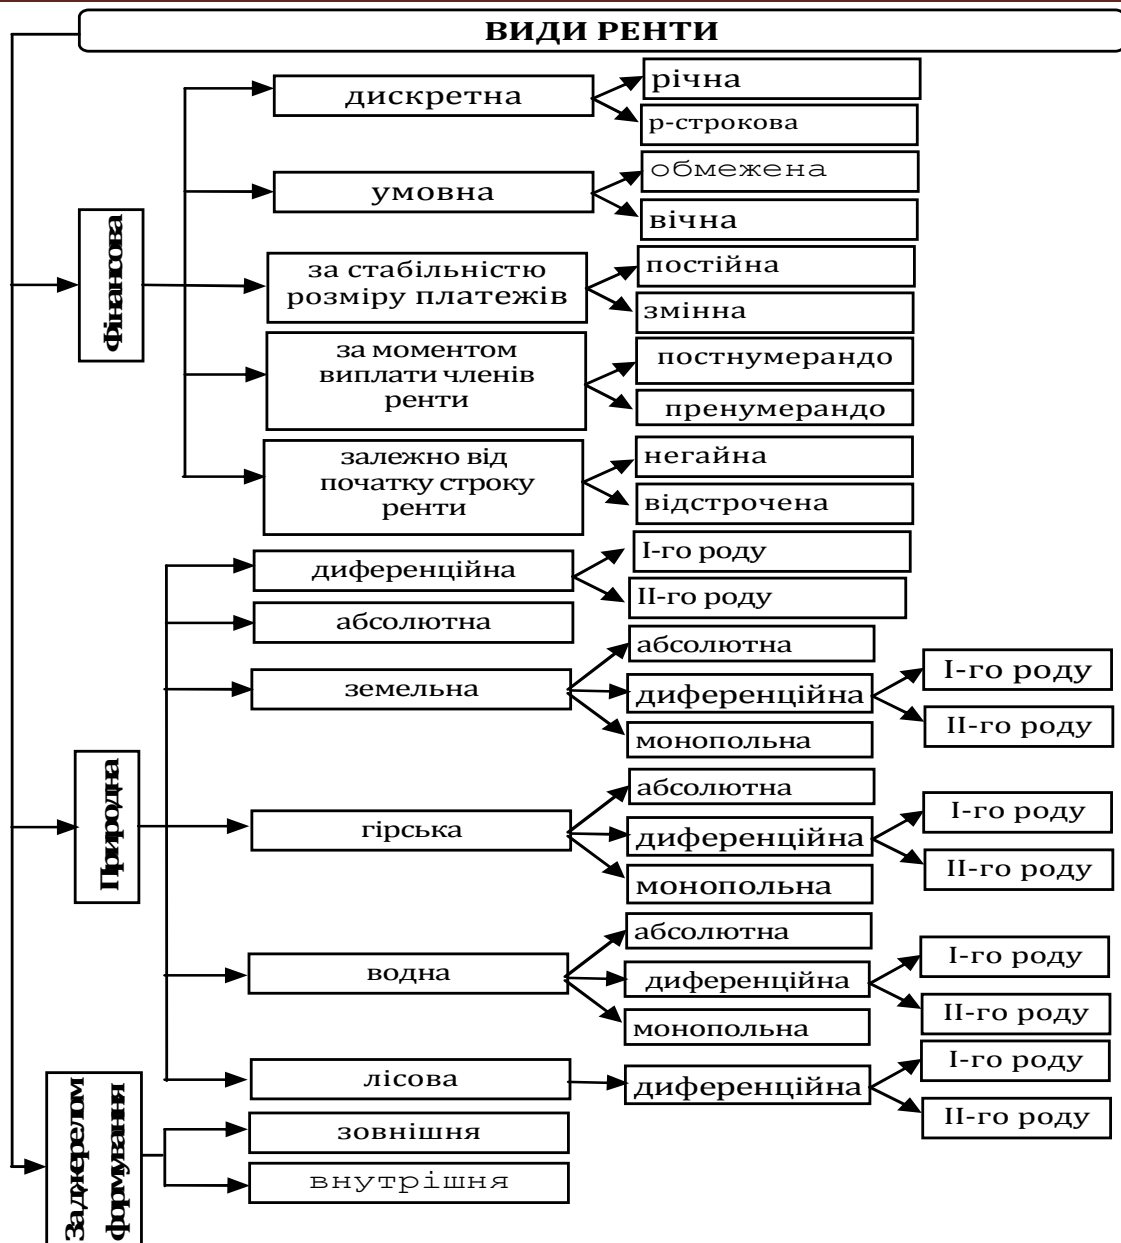 ВИДИ РЕНТИ
Фінансова
дискретна
річна
р-строкова
умовна
обмежена
вічна
за стабільністю
розміру платежів
постійна
змінна
за моментом
виплати членів
ренти
постнумерандо
пренумерандо
залежно від
початку строку
ренти
негайна
відстрочена
Природна
диференційна
І-го роду
ІІ-го роду
абсолютна
земельна
абсолютна
диференційна
І-го роду
ІІ-го роду
монопольна
гірська
абсолютна
диференційна
І-го роду
ІІ-го роду
монопольна
водна
абсолютна
диференційна
І-го роду
ІІ-го роду
монопольна
лісова
диференційна
І-го роду
ІІ-го роду
За джерелом
формування
зовнішня
внутрішня